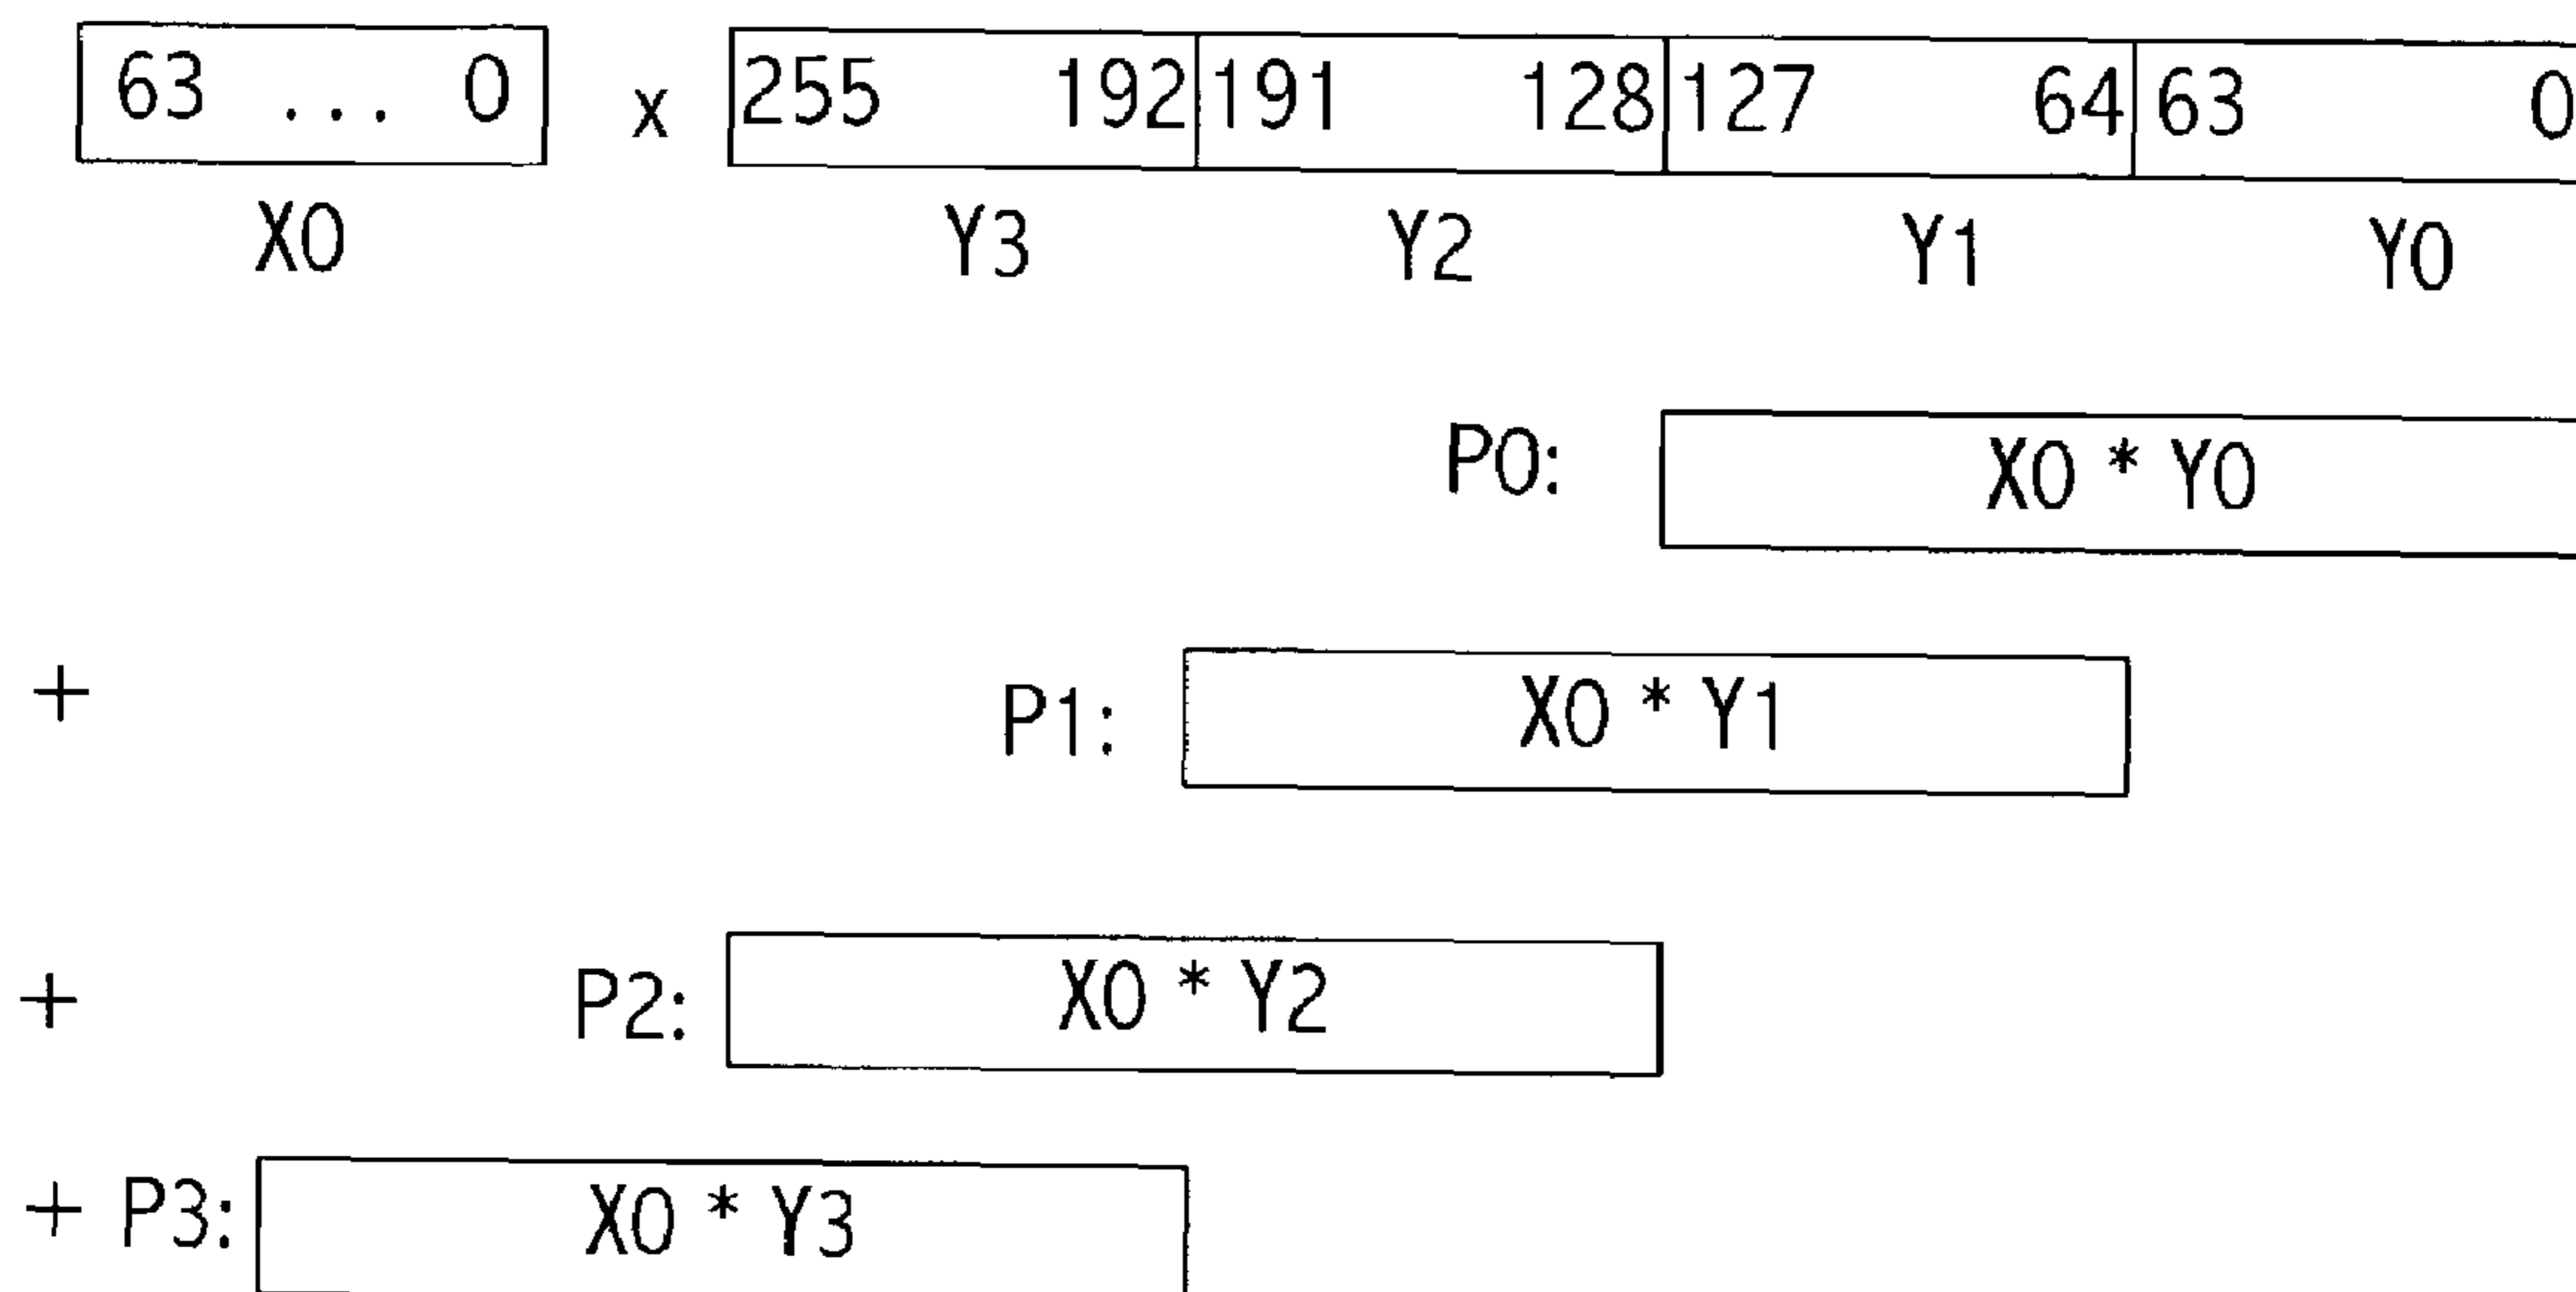 63 ... 0 x 255 192 191 128 127 64 63 0
X0 Y3 Y2 Y1 Y0
P0: X0 * Y0
+ P1: X0 * Y1
+ P2: X0 * Y2
+ P3: X0 * Y3